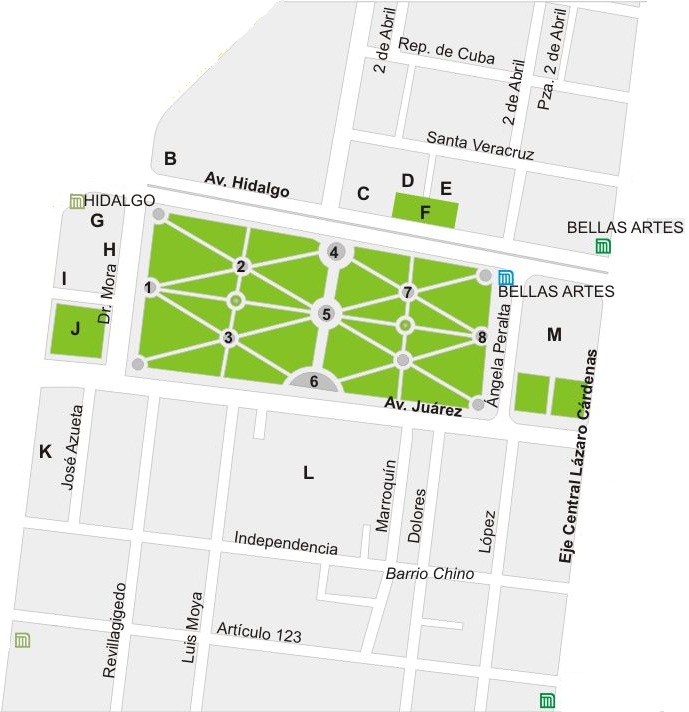 2 de Abril
Rep. de Cuba
2 de Abril
Pza. 2 de Abril
Santa Veracruz
B
Av. Hidalgo
C
D
E
F
HIDALGO
G
H
I
J
Dr. Mora
BELLAS ARTES
BELLAS ARTES
1
2
3
4
5
6
7
8
M
Ángela Peralta
Eje Central Lázaro Cárdenas
Av. Juárez
K
José Azueta
L
Marroquín
Dolores
López
Independencia
Barrio Chino
Revillagigedo
Luis Moya
Artículo 123